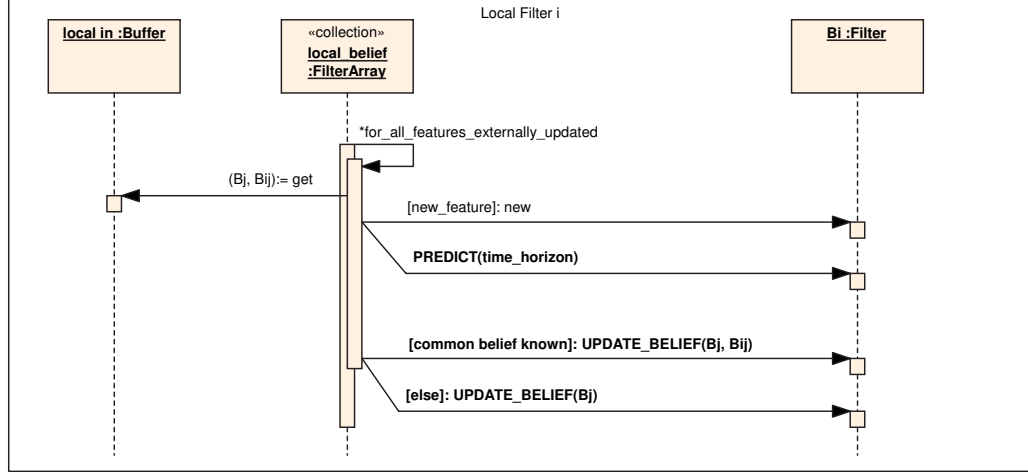 Local Filter i
local in :Buffer
«collection»
local_belief
:FilterArray
Bi :Filter
*for_all_features_externally_updated
(Bj, Bij):= get
[new_feature]: new
PREDICT(time_horizon)
[common belief known]: UPDATE_BELIEF(Bj, Bij)
[else]: UPDATE_BELIEF(Bj)